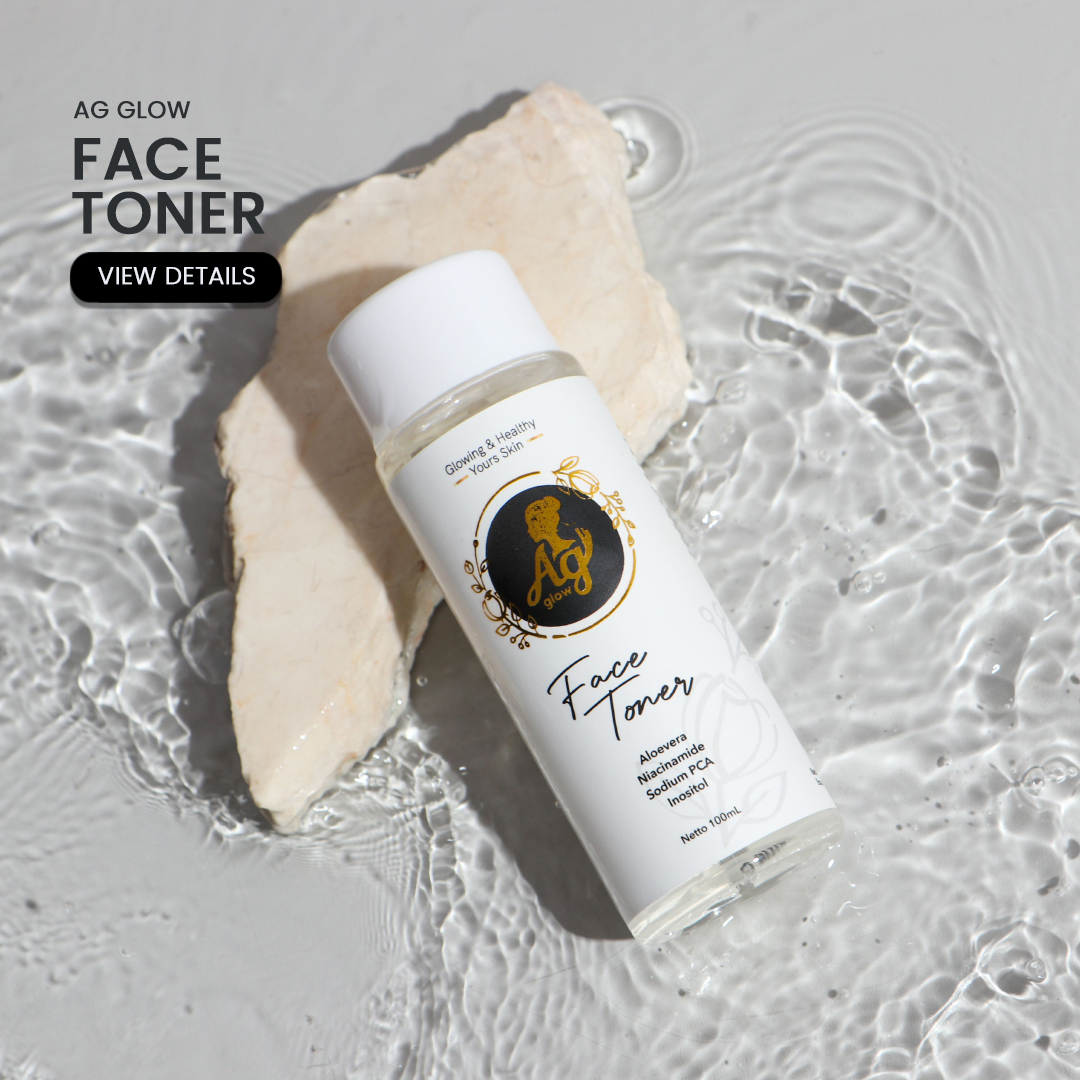 AG GLOW
FACE
TONER
VIEW DETAILS
Glowing & Healthy
Yours Skin
Ag
glow
Face
Toner
Aloevera
Niacinamide
Sodium PCA
Inositol
Netto 100mL